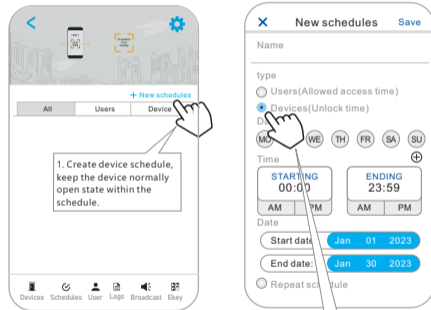 + New schedules
All Users Device
1. Create device schedule,
keep the device normally
open state within the
schedule.
Devices Schedules User Logs Broadcast Ekey
New schedules Save
Name
type
Users(Allowed access time)
Devices(Unlock time)
WE TH FR SA SU
Time
STARTING ENDING
00:00 23:59
AM PM AM PM
Date
Start date Jan 01 2023
End date: Jan 30 2023
Repeat schedule